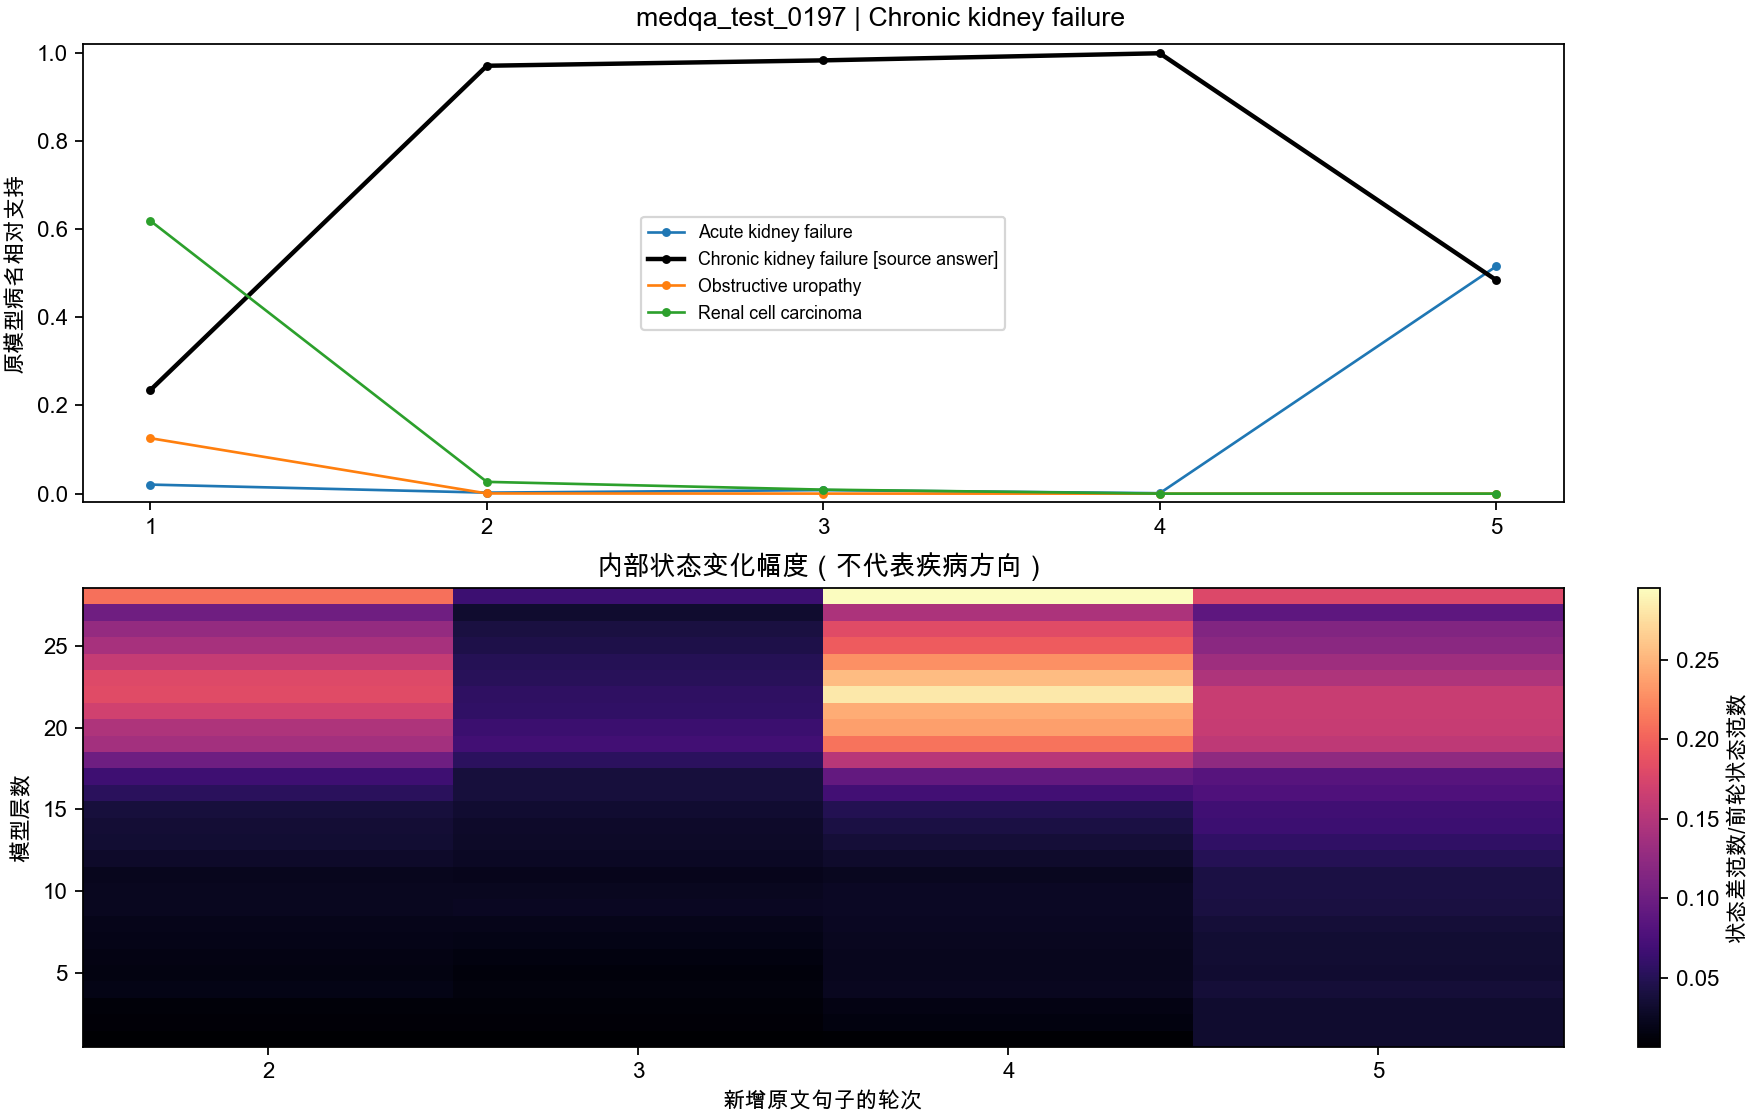 medqa_test_0197 | Chronic kidney failure
原模型病名相对支持
1.0
0.8
0.6
0.4
0.2
0.0
Acute kidney failure
Chronic kidney failure [source answer]
Obstructive uropathy
Renal cell carcinoma
1 2 3 4 5
内部状态变化幅度（不代表疾病方向）
模型层数
25
20
15
10
5
2 3 4 5
新增原文句子的轮次
0.25
0.20
0.15
0.10
0.05
状态差范数/前轮状态范数